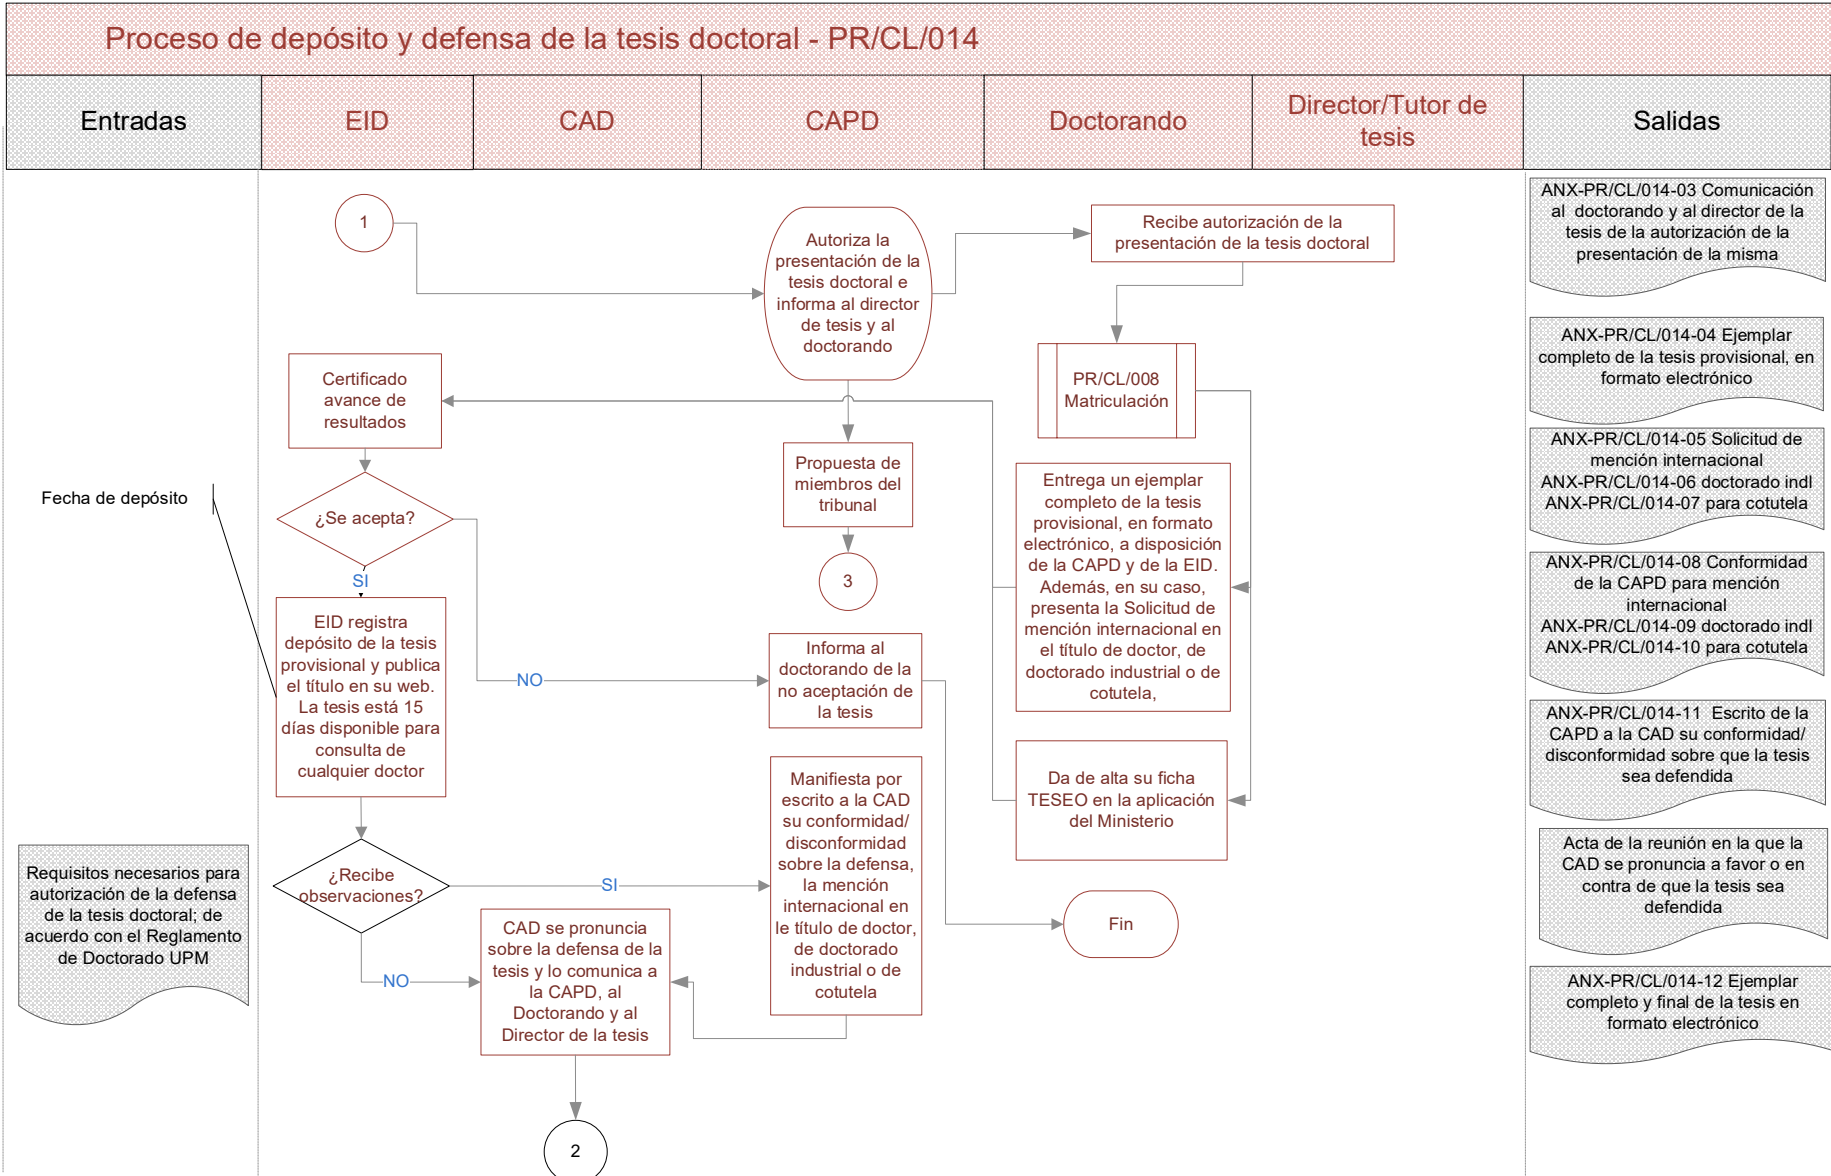 Proceso de depósito y defensa de la tesis doctoral - PR/CL/014
Entradas
EID
CAD
CAPD
Doctorando
Director/Tutor de
tesis
Salidas
1
Autoriza la
presentación de la
tesis doctoral e
informa al director
de tesis y al
doctorando
Recibe autorización de la
presentación de la tesis doctoral
PR/CL/008
Matriculación
Certificado
avance de
resultados
¿Se acepta?
SI
NO
Fecha de depósito
Propuesta de
miembros del
tribunal
3
Entrega un ejemplar
completo de la tesis
provisional, en formato
electrónico, a disposición
de la CAPD y de la EID.
Además, en su caso,
presenta la Solicitud de
mención internacional en
el título de doctor, de
doctorado industrial o de
cotutela,
EID registra
depósito de la tesis
provisional y publica
el título en su web.
La tesis está 15
días disponible para
consulta de
cualquier doctor
Informa al
doctorando de la
no aceptación de
la tesis
Da de alta su ficha
TESEO en la aplicación
del Ministerio
Manifiesta por
escrito a la CAD
su conformidad/
disconformidad
sobre la defensa,
la mención
internacional en
le título de doctor,
de doctorado
industrial o de
cotutela
¿Recibe
observaciones?
SI
NO
Fin
CAD se pronuncia
sobre la defensa de la
tesis y lo comunica a
la CAPD, al
Doctorando y al
Director de la tesis
2
Requisitos necesarios para
autorización de la defensa
de la tesis doctoral; de
acuerdo con el Reglamento
de Doctorado UPM
ANX-PR/CL/014-03 Comunicación
al doctorando y al director de la
tesis de la autorización de la
presentación de la misma
ANX-PR/CL/014-04 Ejemplar
completo de la tesis provisional, en
formato electrónico
ANX-PR/CL/014-05 Solicitud de
mención internacional
ANX-PR/CL/014-06 doctorado indl
ANX-PR/CL/014-07 para cotutela
ANX-PR/CL/014-08 Conformidad
de la CAPD para mención
internacional
ANX-PR/CL/014-09 doctorado indl
ANX-PR/CL/014-10 para cotutela
ANX-PR/CL/014-11 Escrito de la
CAPD a la CAD su conformidad/
disconformidad sobre que la tesis
sea defendida
Acta de la reunión en la que la
CAD se pronuncia a favor o en
contra de que la tesis sea
defendida
ANX-PR/CL/014-12 Ejemplar
completo y final de la tesis en
formato electrónico